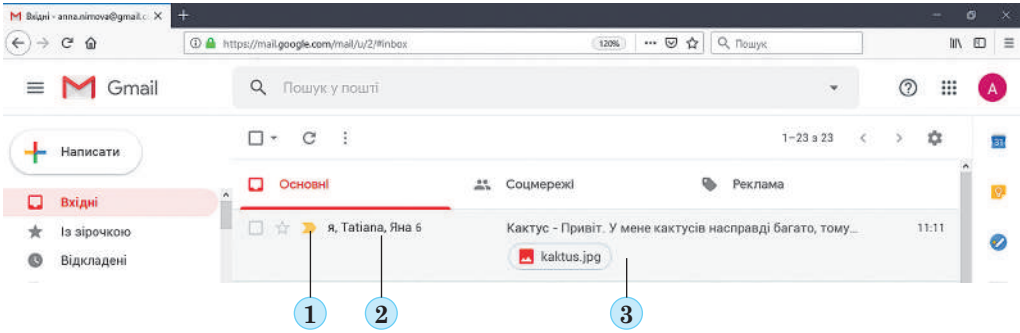 Вхідні - anna.nimova@gmail.c
https://mail.google.com/mail/u/2/#inbox 120% Пошук
Gmail Пошук у пошті A
1–23 з 23 31
Написати
Основні Соцмережі Реклама
Вхідні
Із зірочкою я, Tatiana, Яна 6 Кактус - Привіт. У мене кактусів насправді багато, тому... 11:11
Відкладені kaktus.jpg
1 2 3